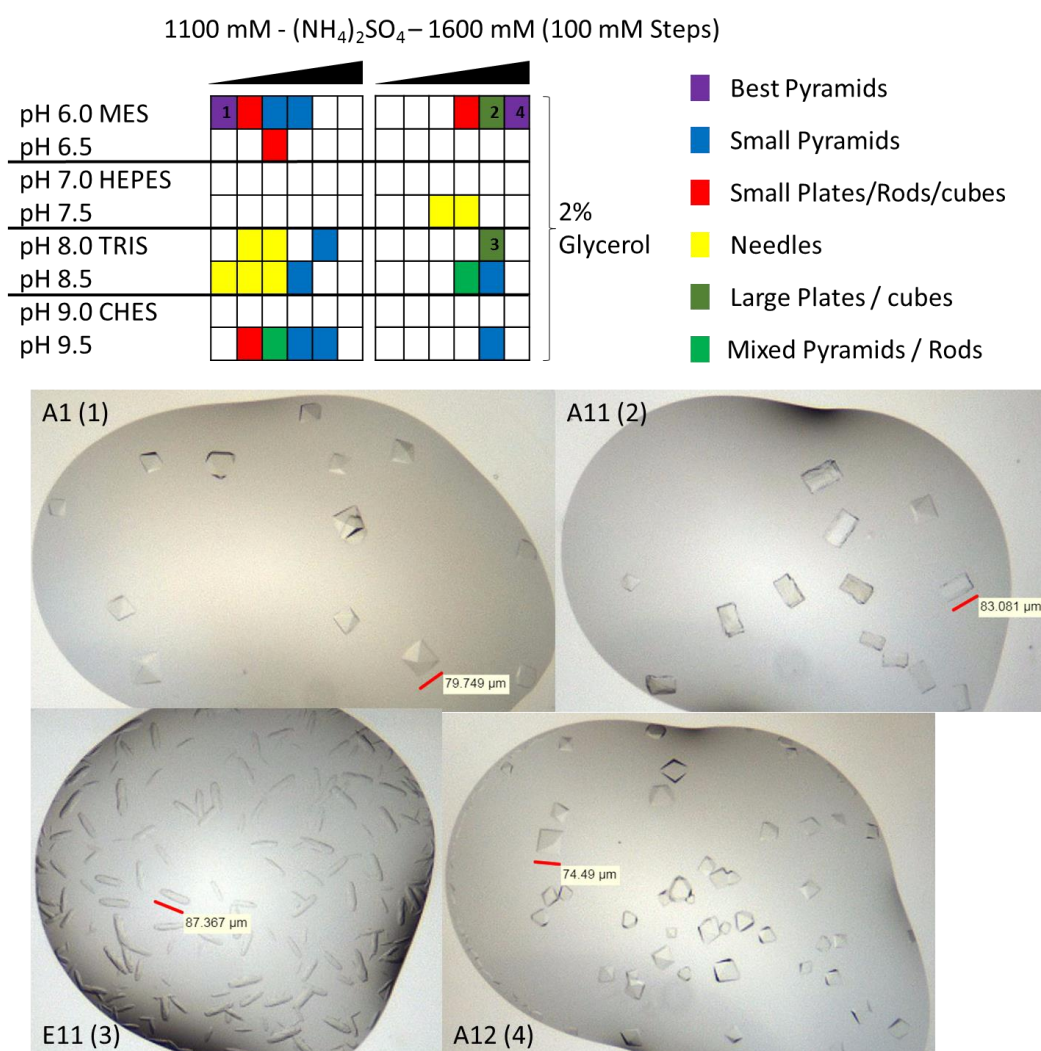 1100 mM - (NH4)2SO4 – 1600 mM (100 mM Steps)
pH 6.0 MES
pH 6.5
pH 7.0 HEPES
pH 7.5
pH 8.0 TRIS
pH 8.5
pH 9.0 CHES
pH 9.5
1
2
4
3
2%
Glycerol
Best Pyramids
Small Pyramids
Small Plates/Rods/cubes
Needles
Large Plates / cubes
Mixed Pyramids / Rods
A1 (1)
79.749 µm
A11 (2)
83.081 µm
E11 (3)
87.367 µm
A12 (4)
74.49 µm